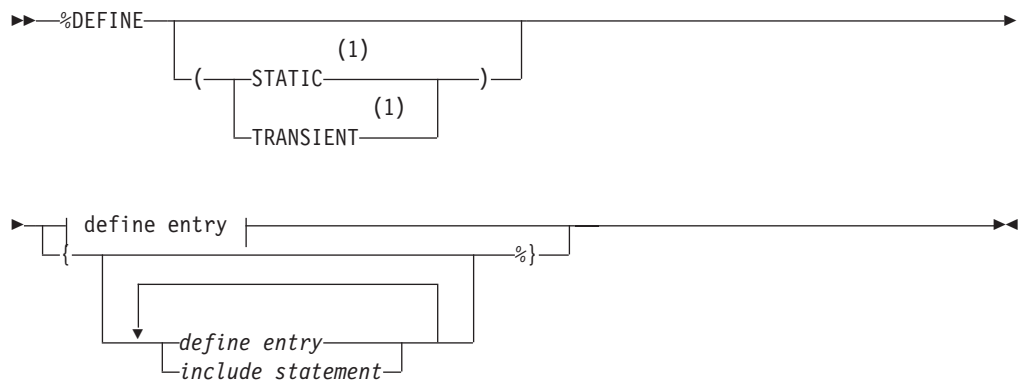 %DEFINE
(1)
( STATIC )
(1)
TRANSIENT
define entry
{ %}
define entry
include statement